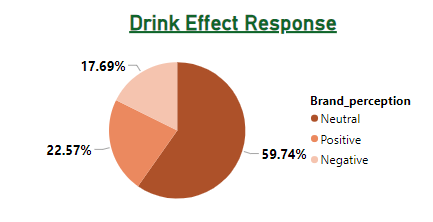 Drink Effect Response
17.69%
22.57%
59.74%
Brand_perception
Neutral
Positive
Negative